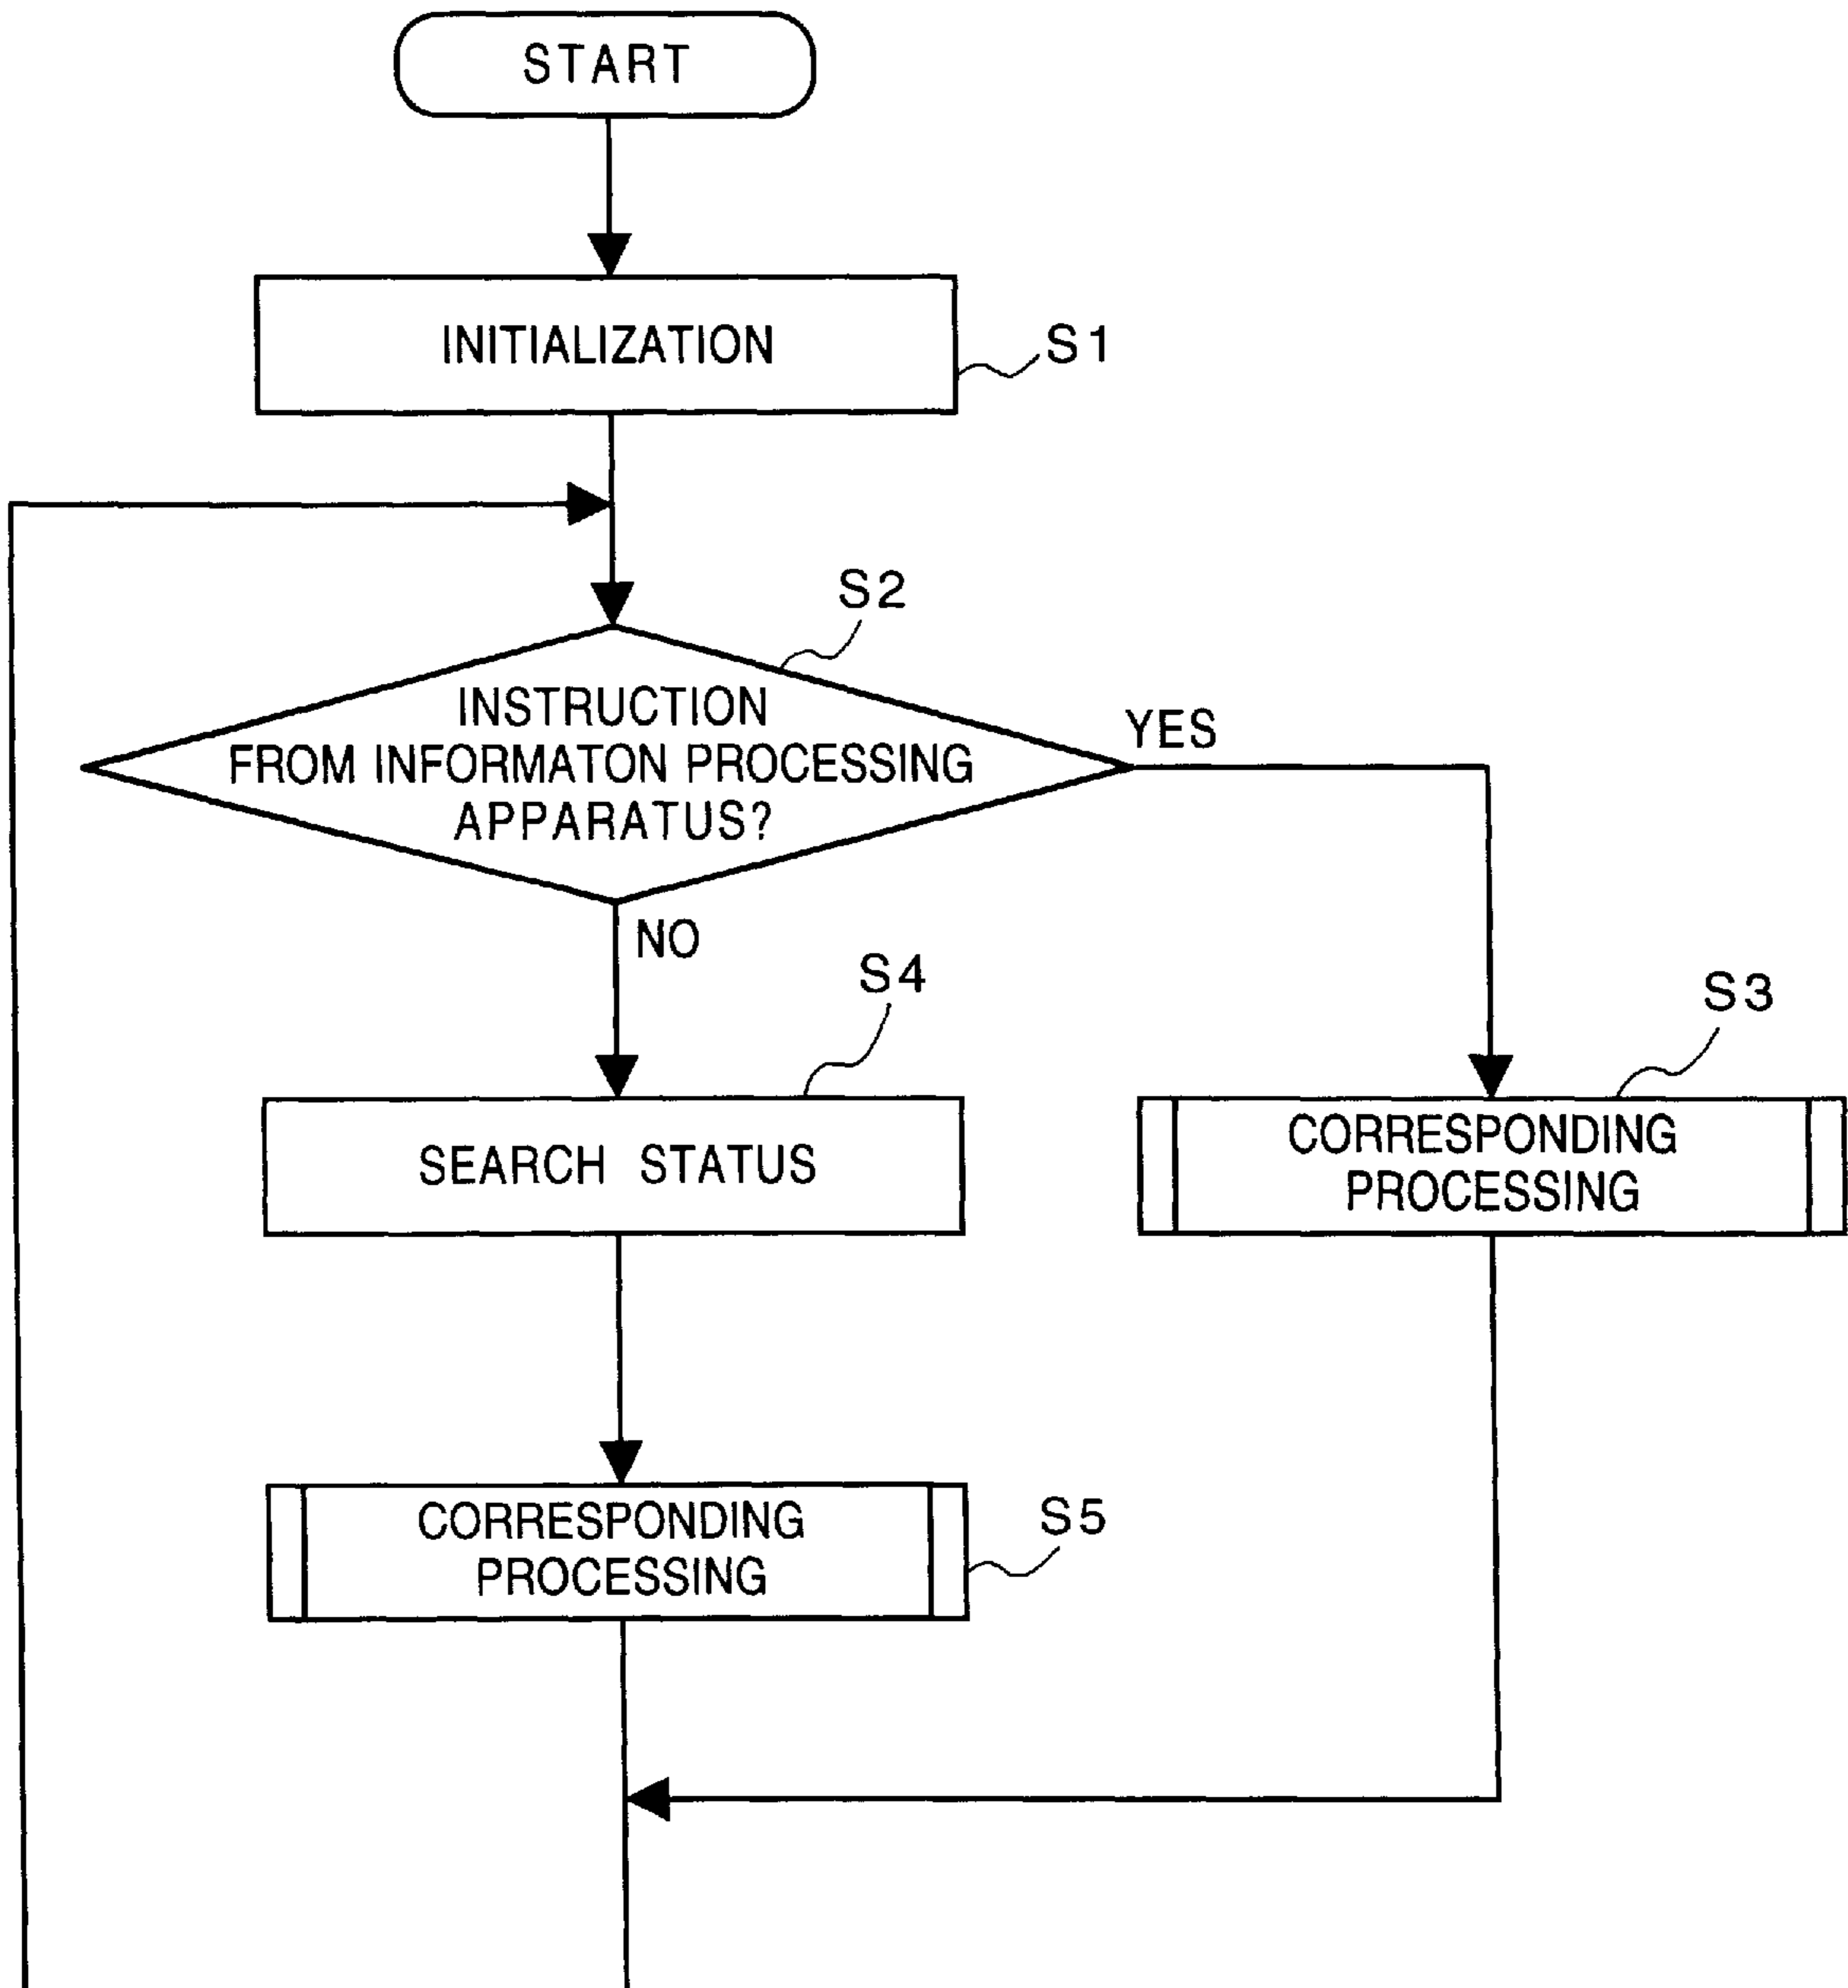 START
INITIALIZATION
S1
S2
INSTRUCTION
FROM INFORMATON PROCESSING
APPARATUS?
YES
NO
S4
S3
SEARCH STATUS
CORRESPONDING
PROCESSING
CORRESPONDING
PROCESSING
S5